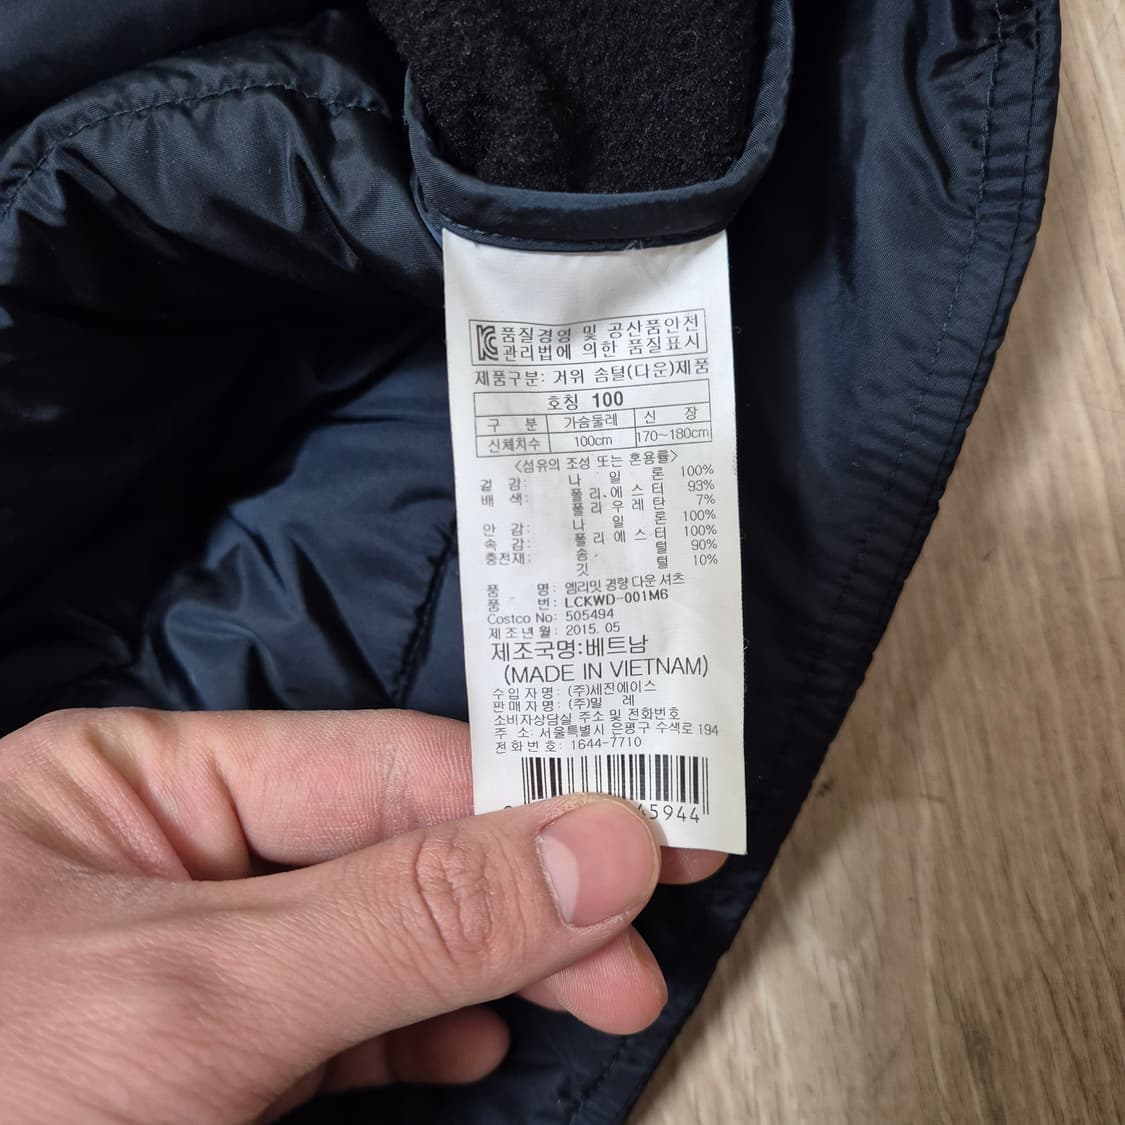 품질경영 및 공산품안전
관리법에 의한 품질표시
제품구분: 거위 솜털(다운)제품
호칭 100
구 분 가슴둘레 신 장
신체치수 100cm 170~180cm
<섬유의 조성 또는 혼용률>
겉 감: 나 일 론 100%
배 색: 폴 리 에 스 터 93%
폴 리 우 레 탄 7%
안 감: 나 일 론 100%
속 감: 폴 리 에 스 터 100%
충전재: 솜 털 90%
깃 털 10%
품 명: 엠리밋 경량 다운 셔츠
품 번: LCKWD-001M6
Costco No: 505494
제조년월: 2015. 05
제조국명:베트남
(MADE IN VIETNAM)
수입자명: (주)세진에이스
판매자명: (주)밀 레
소비자상담실 주소 및 전화번호
주 소: 서울특별시 은평구 수색로 194
전화번호: 1644-7710
45944